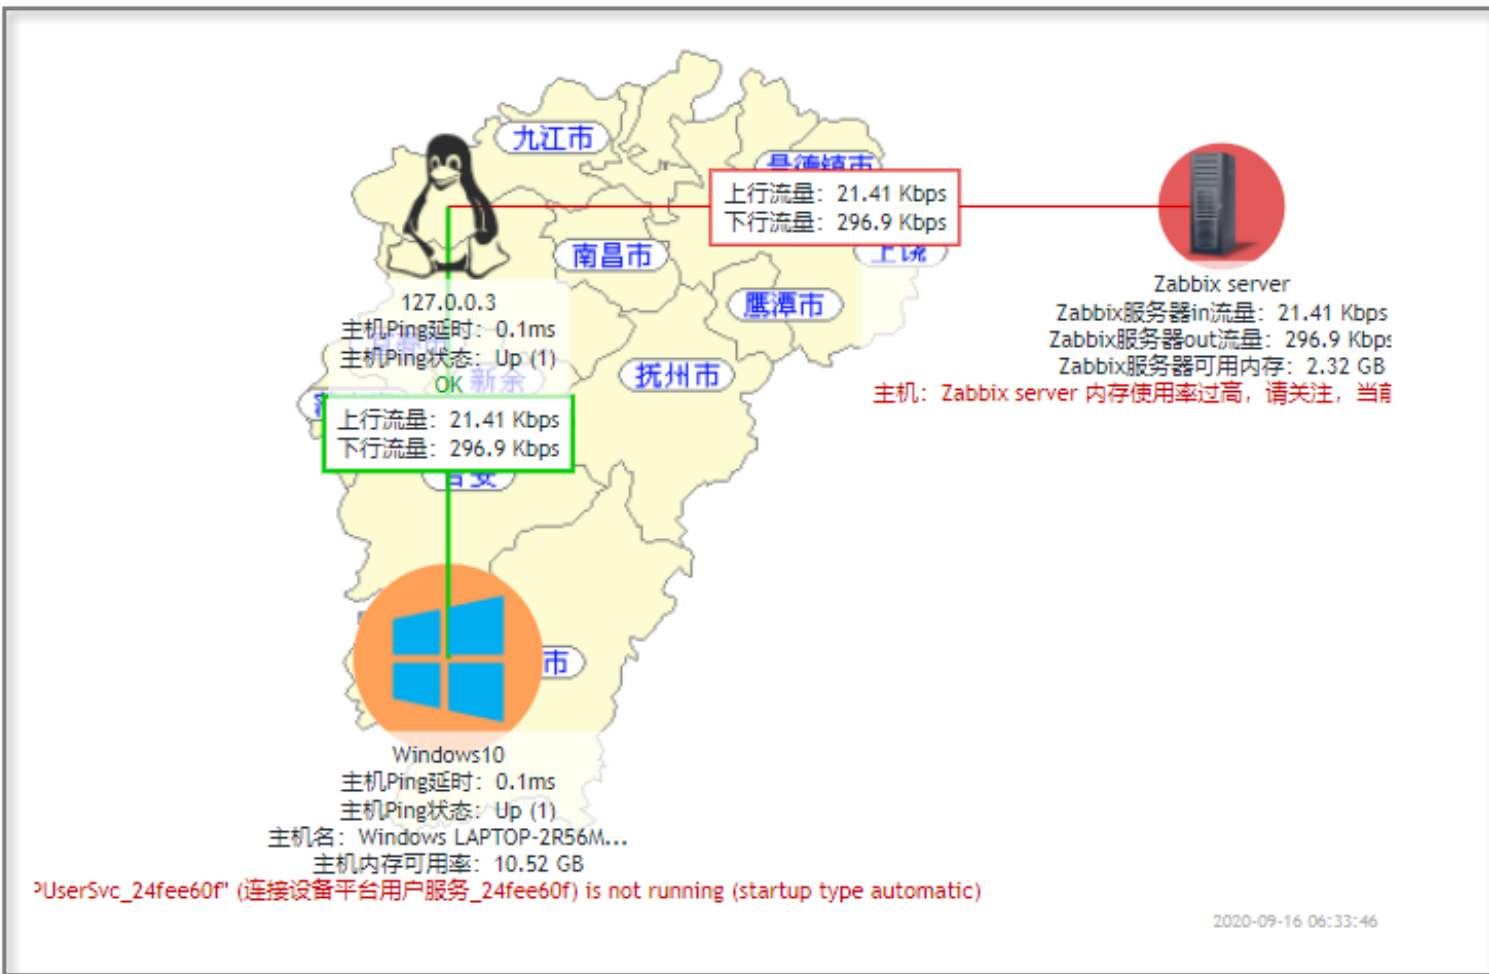 九江市
景德镇市
上行流量：21.41 Kbps
下行流量：296.9 Kbps
南昌市
上饶
鹰潭市
抚州市
新余
吉安
市
127.0.0.3
主机Ping延时：0.1ms
主机Ping状态：Up (1)
OK
上行流量：21.41 Kbps
下行流量：296.9 Kbps
Zabbix server
Zabbix服务器in流量：21.41 Kbps
Zabbix服务器out流量：296.9 Kbps
Zabbix服务器可用内存：2.32 GB
主机：Zabbix server 内存使用率过高，请关注，当前
Windows10
主机Ping延时：0.1ms
主机Ping状态：Up (1)
主机名：Windows LAPTOP-2R56M...
主机内存可用率：10.52 GB
PUserSvc_24fee60f" (连接设备平台用户服务_24fee60f) is not running (startup type automatic)
2020-09-16 06:33:46